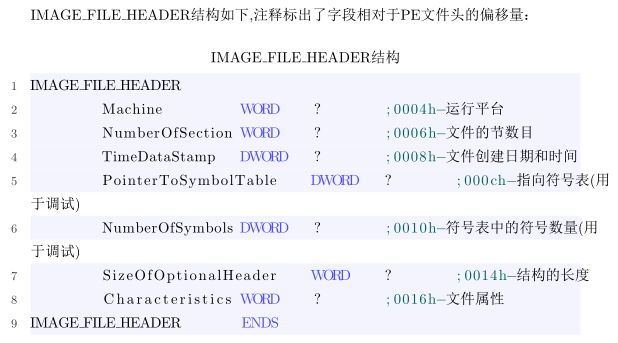 IMAGE_FILE_HEADER结构如下,注释标出了字段相对于PE文件头的偏移量:
IMAGE_FILE_HEADER结构
1 IMAGE_FILE_HEADER
2 Machine WORD ? ;0004h—运行平台
3 NumberOfSection WORD ? ;0006h—文件的节数目
4 TimeDataStamp DWORD ? ;0008h—文件创建日期和时间
5 PointerToSymbolTable DWORD ? ;000ch—指向符号表(用
于调试)
6 NumberOfSymbols DWORD ? ;0010h—符号表中的符号数量(用
于调试)
7 SizeOfOptionalHeader WORD ? ;0014h—结构的长度
8 Characteristics WORD ? ;0016h—文件属性
9 IMAGE_FILE_HEADER ENDS